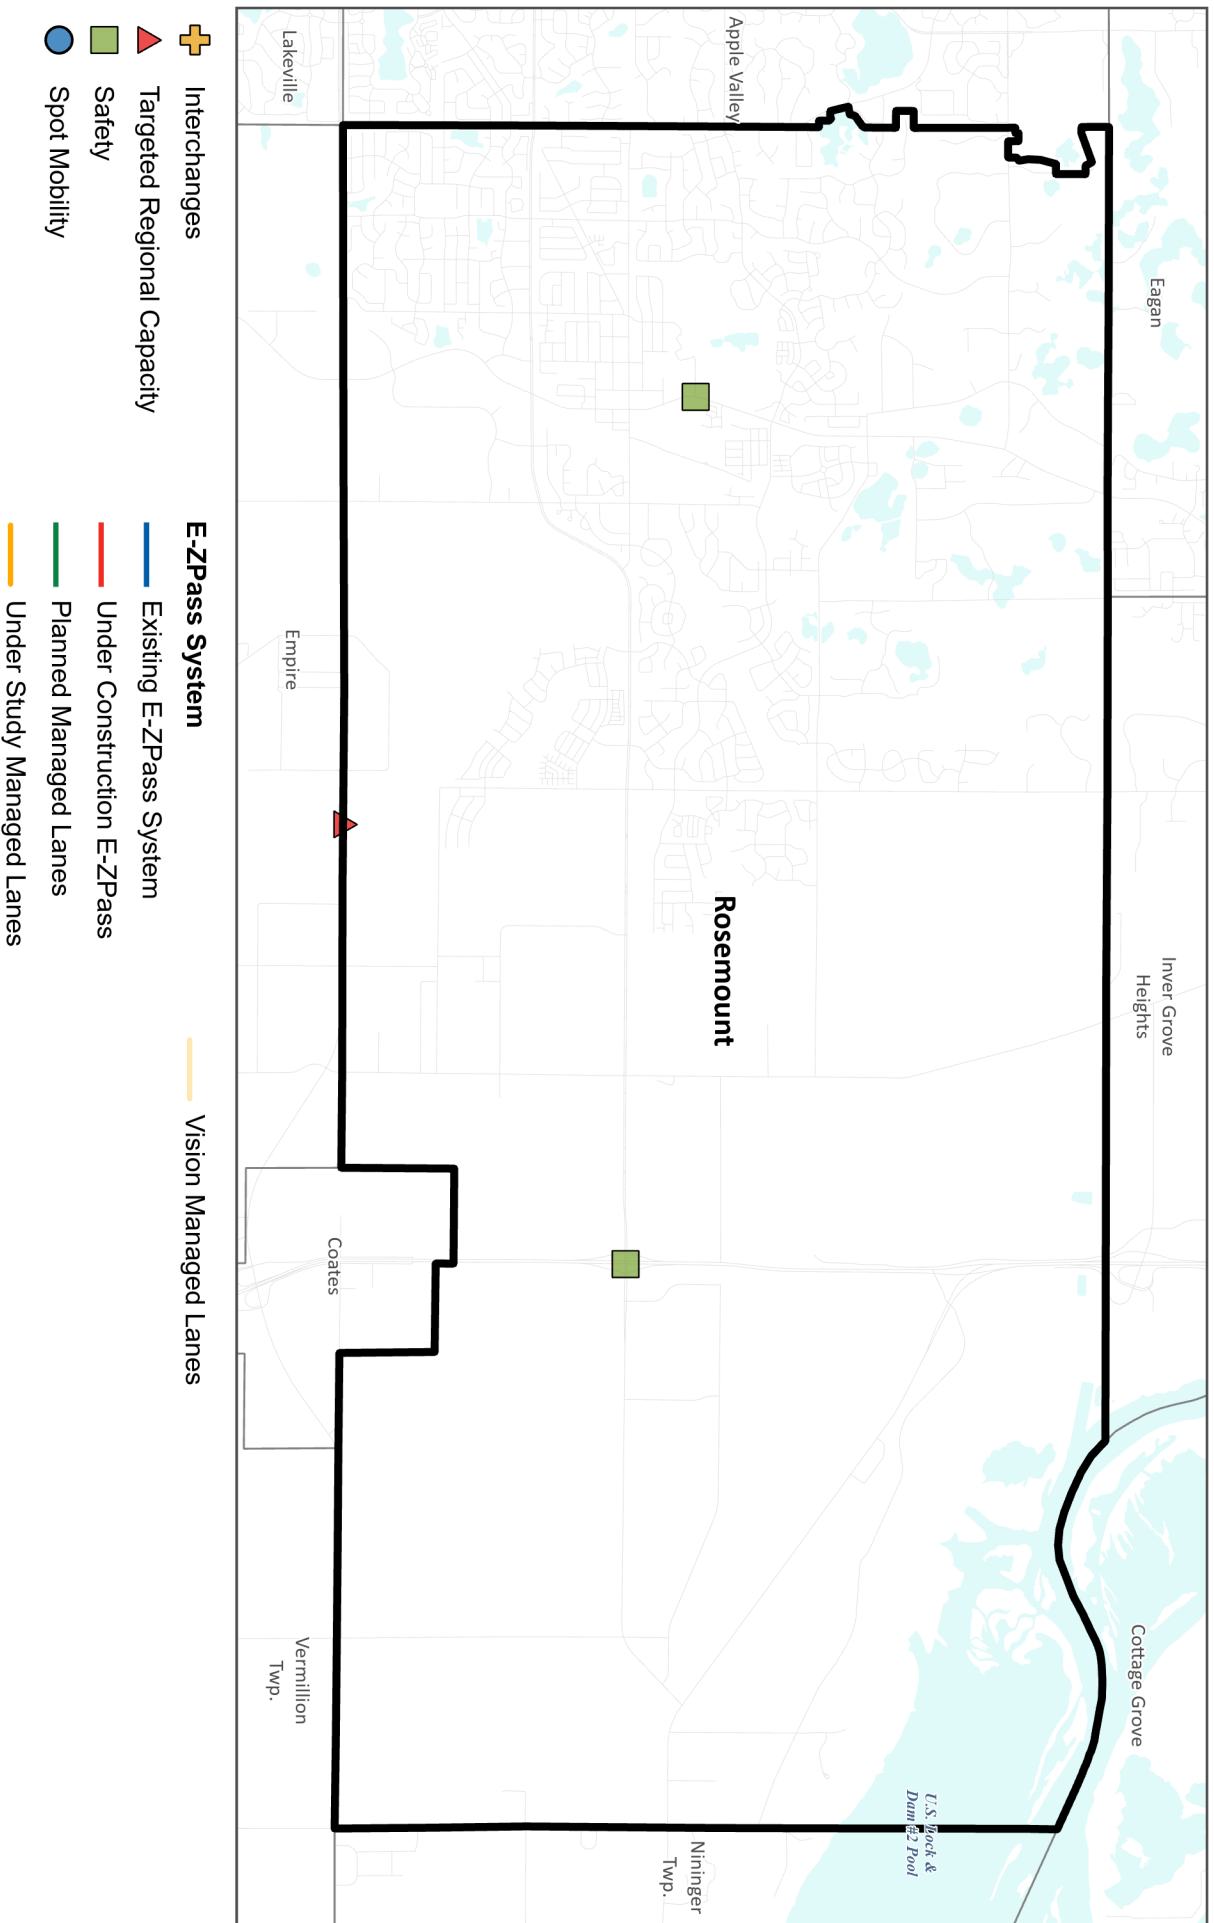 Eagan
Inver Grove
Heights
Cottage Grove
Apple Valley
Rosemount
U.S. Lock &
Dam #2 Pool
Nininger
Twp.
Lakeville
Empire
Coates
Vermillion
Twp.
Interchanges
Targeted Regional Capacity
Safety
Spot Mobility
E-ZPass System
Existing E-ZPass System
Under Construction E-ZPass
Planned Managed Lanes
Under Study Managed Lanes
Vision Managed Lanes